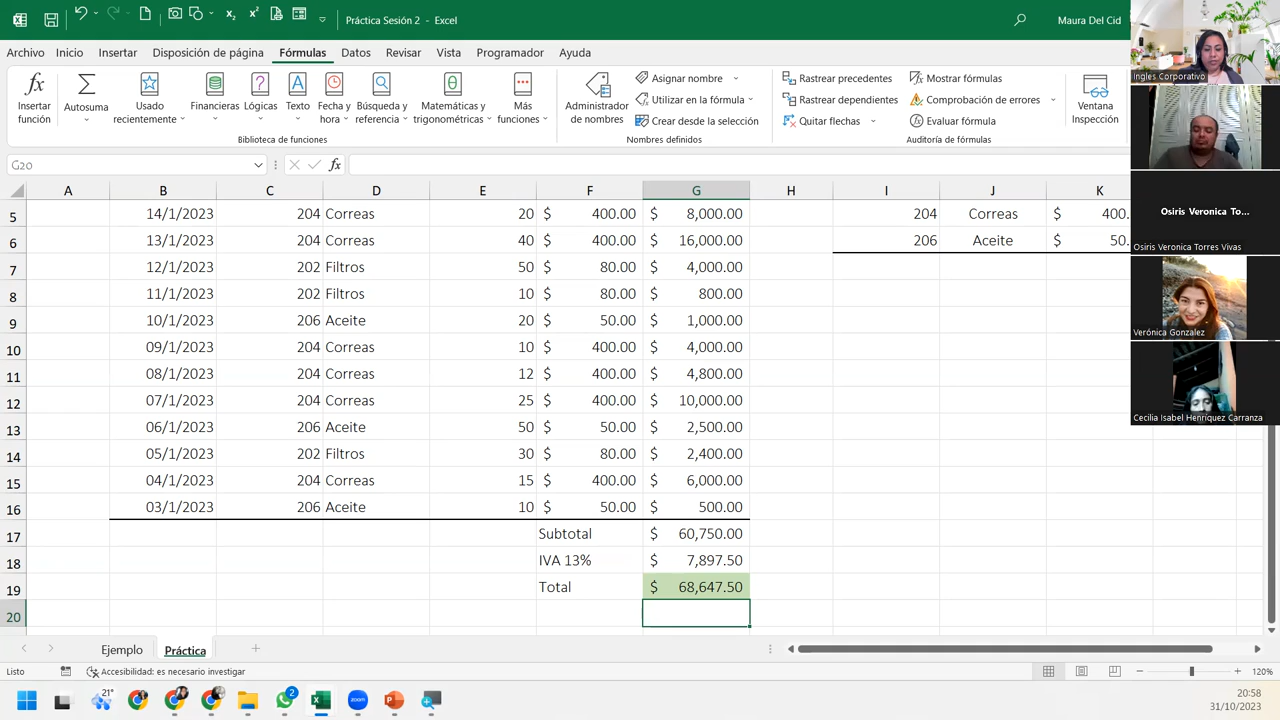 Práctica Sesión 2 - Excel
Maura Del Cid
Archivo Inicio Insertar Disposición de página Fórmulas Datos Revisar Vista Programador Ayuda
fx Insertar función
Autosuma
Usado recientemente
Financieras
Lógicas
Texto
Fecha y hora
Búsqueda y referencia
Matemáticas y trigonométricas
Más funciones
Biblioteca de funciones
Administrador de nombres
Asignar nombre
Utilizar en la fórmula
Crear desde la selección
Nombres definidos
Rastrear precedentes
Rastrear dependientes
Quitar flechas
Mostrar fórmulas
Comprobación de errores
Evaluar fórmula
Auditoría de fórmulas
Ventana Inspección
G20 fx
A B C D E F G H I J K
5 14/1/2023 204 Correas 20 $ 400.00 $ 8,000.00 204 Correas $ 400.
6 13/1/2023 204 Correas 40 $ 400.00 $ 16,000.00 206 Aceite $ 50.
7 12/1/2023 202 Filtros 50 $ 80.00 $ 4,000.00
8 11/1/2023 202 Filtros 10 $ 80.00 $ 800.00
9 10/1/2023 206 Aceite 20 $ 50.00 $ 1,000.00
10 09/1/2023 204 Correas 10 $ 400.00 $ 4,000.00
11 08/1/2023 204 Correas 12 $ 400.00 $ 4,800.00
12 07/1/2023 204 Correas 25 $ 400.00 $ 10,000.00
13 06/1/2023 206 Aceite 50 $ 50.00 $ 2,500.00
14 05/1/2023 202 Filtros 30 $ 80.00 $ 2,400.00
15 04/1/2023 204 Correas 15 $ 400.00 $ 6,000.00
16 03/1/2023 206 Aceite 10 $ 50.00 $ 500.00
17 Subtotal $ 60,750.00
18 IVA 13% $ 7,897.50
19 Total $ 68,647.50
20
Ejemplo Práctica
Listo
Accesibilidad: es necesario investigar
120%
21°
2
20:58
31/10/2023
Ingles Corporativo
Osiris Veronica To...
Osiris Veronica Torres Vivas
Verónica Gonzalez
Cecilia Isabel Henríquez Carranza